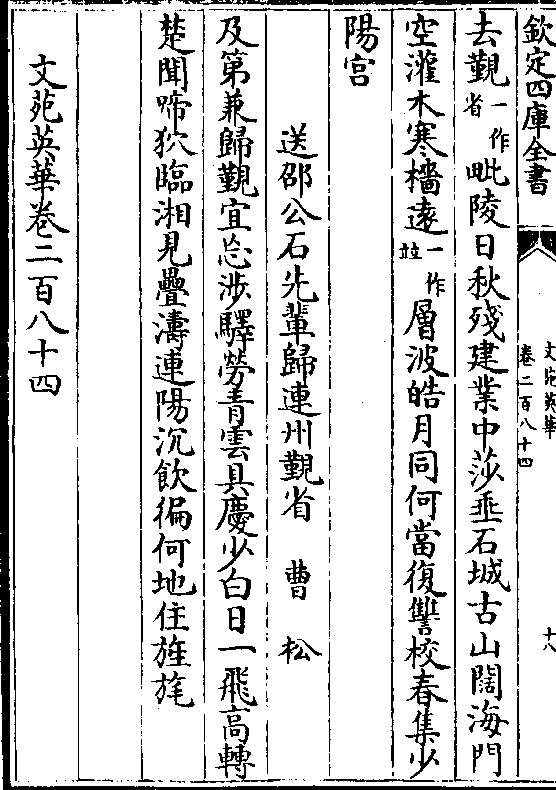 欽定四庫全書
文苑英華
卷二百八十四
十八
去覲一作省毗陵日秋殘建業中莎垂石城古山闊海門
空灌木寒檣遠一作竝層波皓月同何當復讐校春集少
陽宫
送邵公石先輩歸連州覲省 曹松
及第兼歸覲宜忘涉驛勞青雲具慶少白日一飛高轉
楚聞啼狖臨湘見疊濤連陽沉飲徧何地住旌旄
文苑英華卷二百八十四